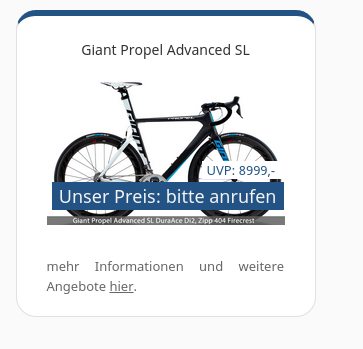 Giant Propel Advanced SL
PROPEL
UVP: 8999,-
Unser Preis: bitte anrufen
Giant Propel Advanced SL DuraAce Di2, Zipp 404 Firecrest
mehr Informationen und weitere
Angebote hier.